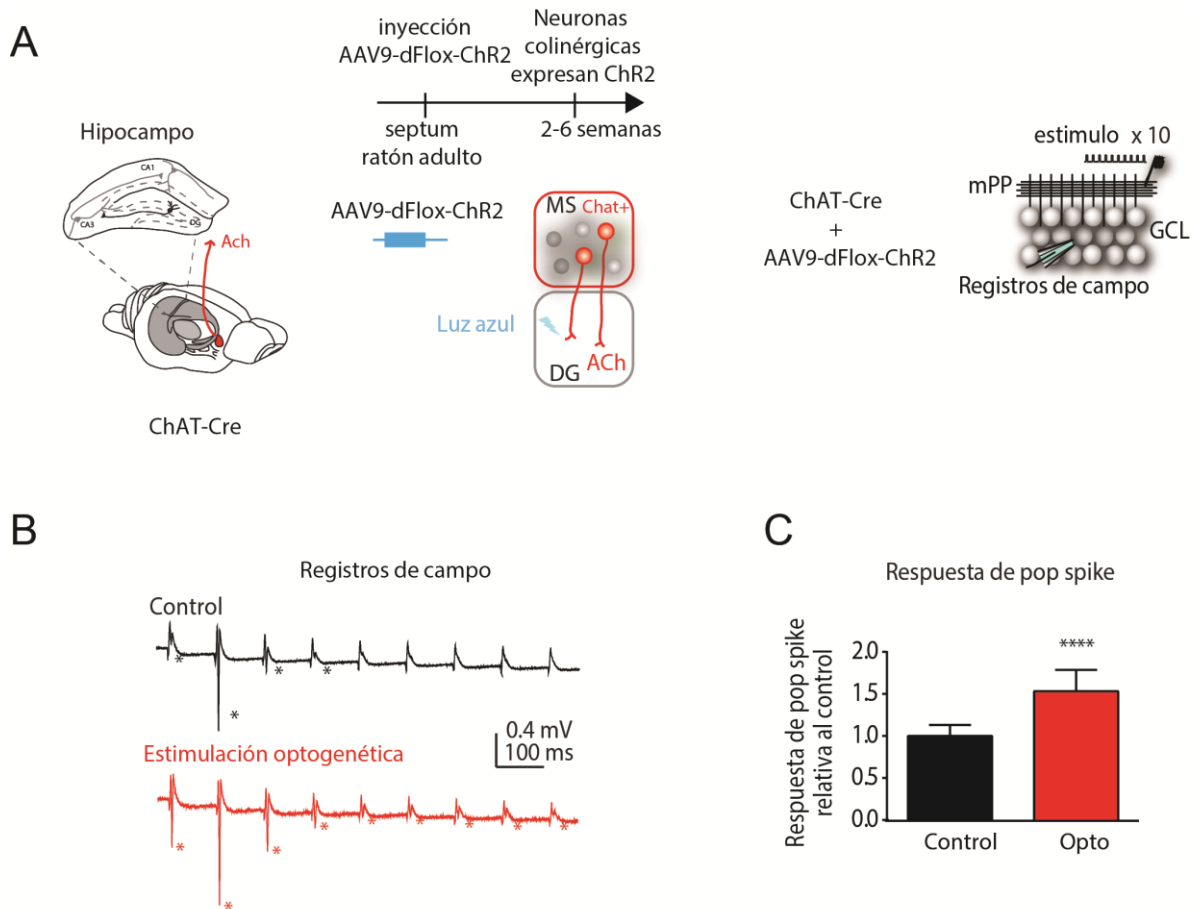 A
inyección
AAV9-dFlox-ChR2
Neuronas
colinérgicas
expresan ChR2
septum
ratón adulto
2-6 semanas
Hipocampo
CA1
CA3
DG
Ach
ChAT-Cre
AAV9-dFlox-ChR2
MS Chat+
Luz azul
DG
ACh
ChAT-Cre
+
AAV9-dFlox-ChR2
estimulo x 10
mPP
GCL
Registros de campo
B
Registros de campo
Control
*
*
*
*
0.4 mV
100 ms
Estimulación optogenética
*
*
*
*
*
*
*
*
*
C
Respuesta de pop spike
Respuesta de pop spike
relativa al control
2.0
1.5
1.0
0.5
0.0
****
Control
Opto